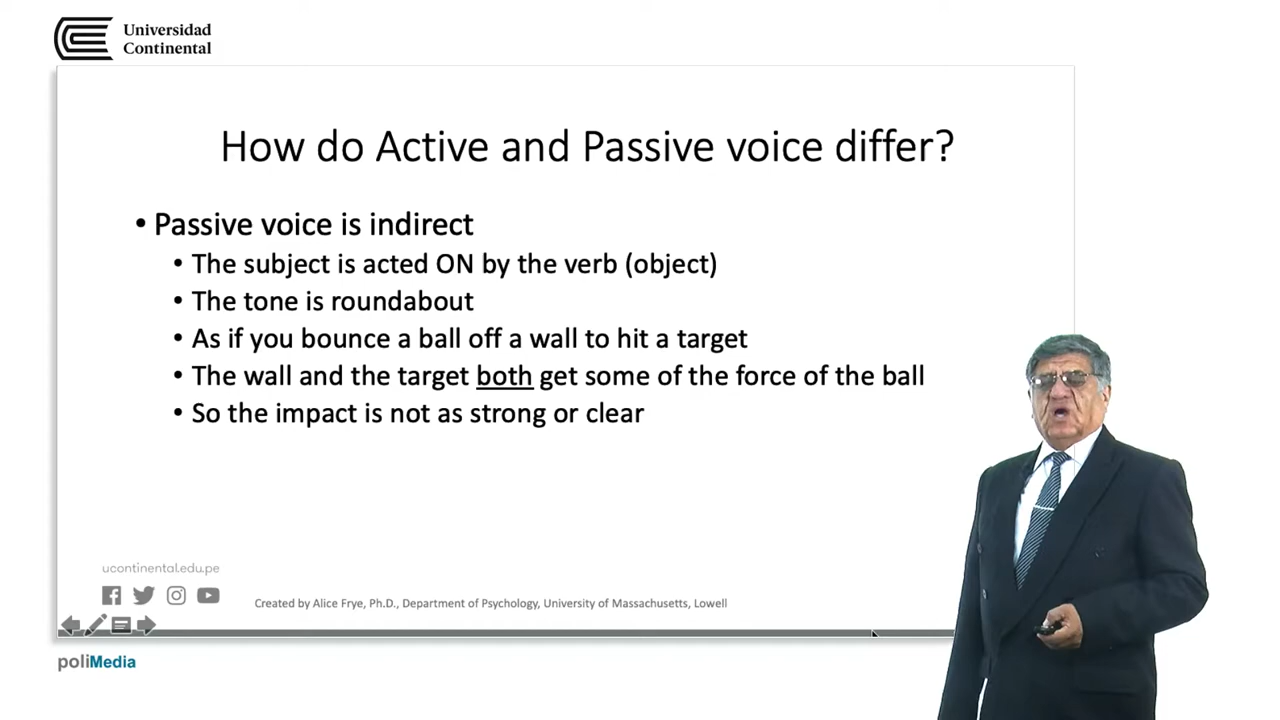 Universidad
Continental
How do Active and Passive voice differ?
• Passive voice is indirect
• The subject is acted ON by the verb (object)
• The tone is roundabout
• As if you bounce a ball off a wall to hit a target
• The wall and the target both get some of the force of the ball
• So the impact is not as strong or clear
ucontinental.edu.pe
Created by Alice Frye, Ph.D., Department of Psychology, University of Massachusetts, Lowell
poliMedia